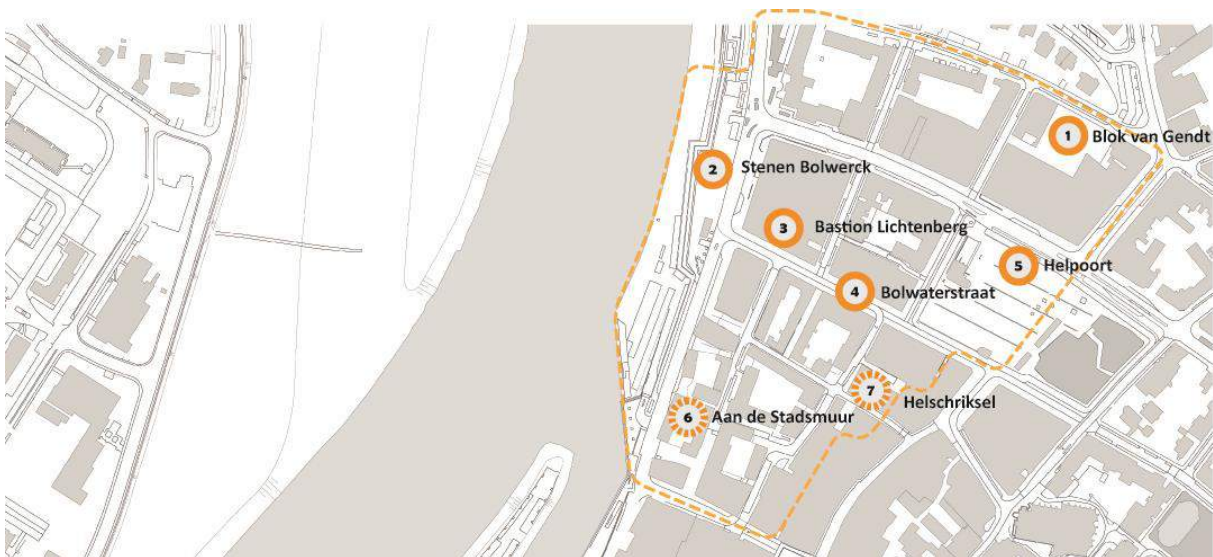 1 Blok van Gendt
2 Stenen Bolwerck
3 Bastion Lichtenberg
5 Helpoort
4 Bolwaterstraat
7 Helschriksel
6 Aan de Stadsmuur